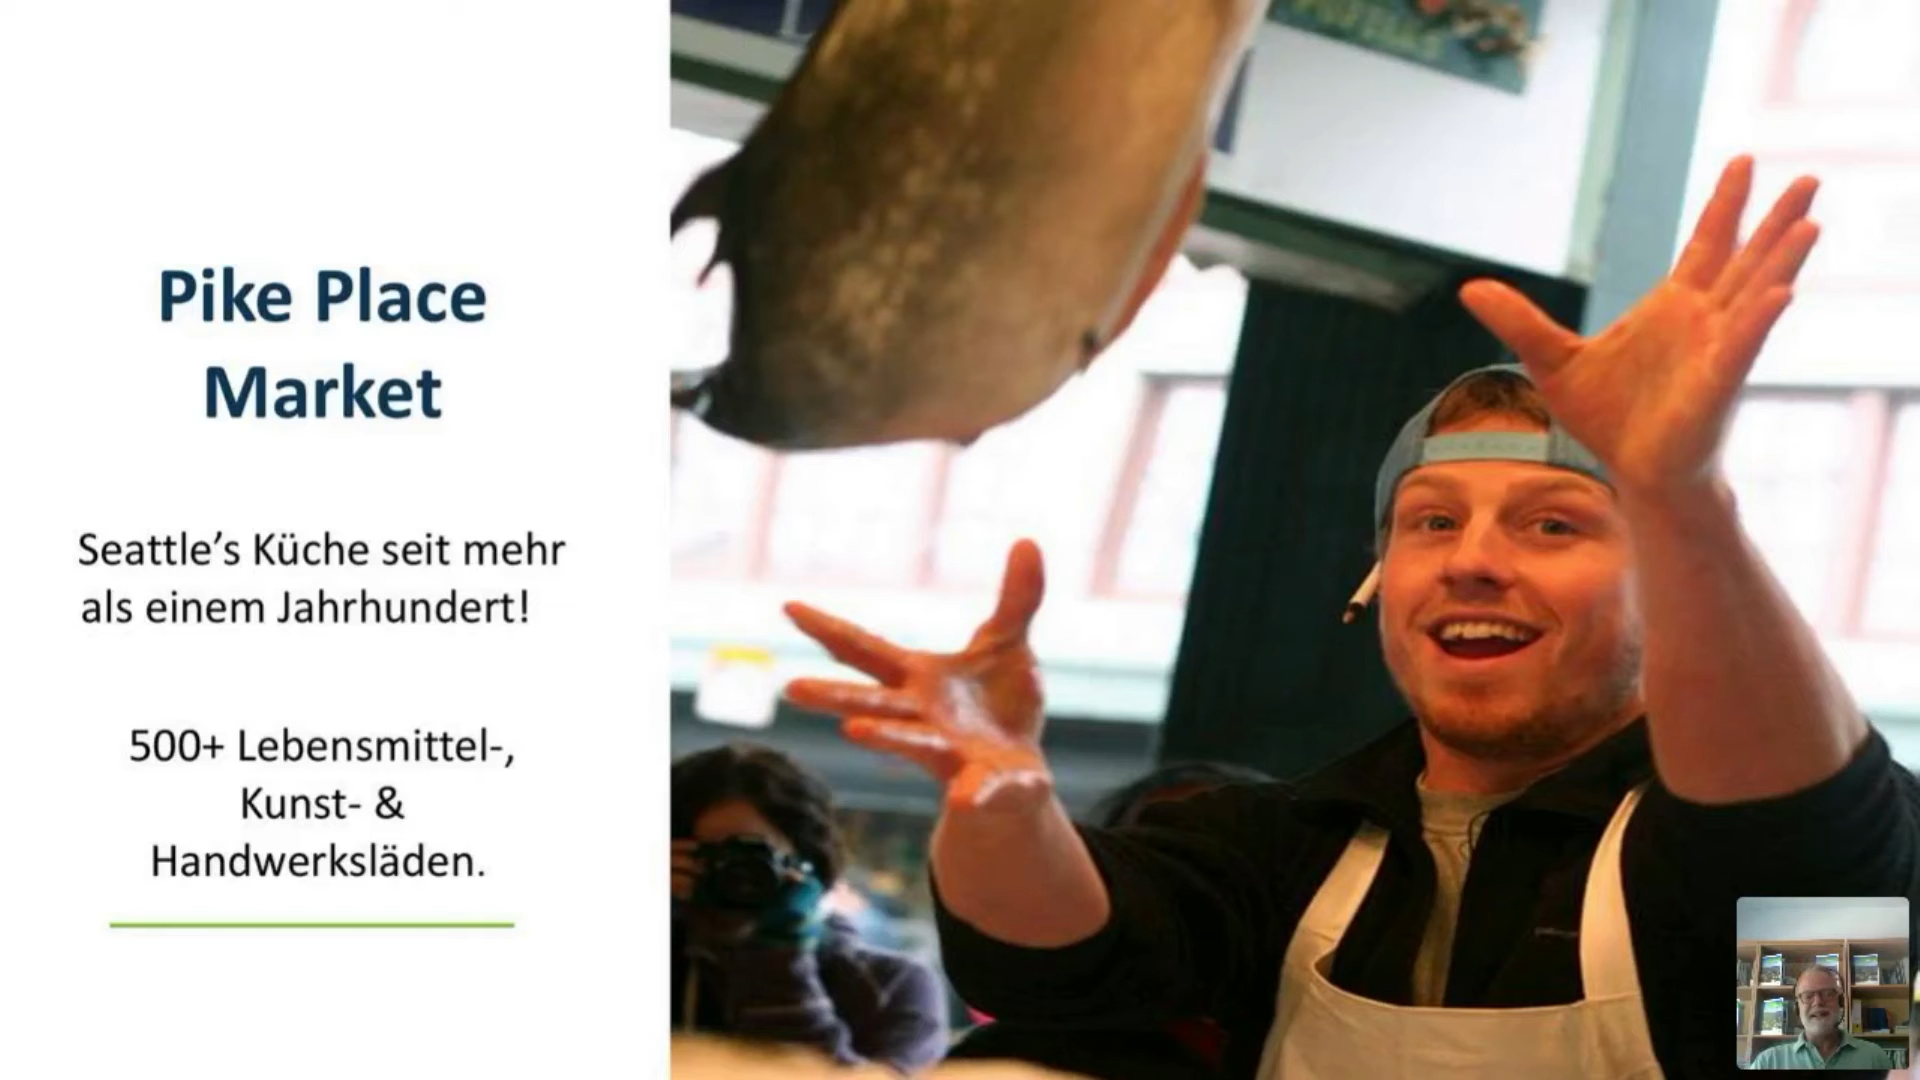 Pike Place
Market
Seattle’s Küche seit mehr
als einem Jahrhundert!
500+ Lebensmittel-,
Kunst- &
Handwerksläden.